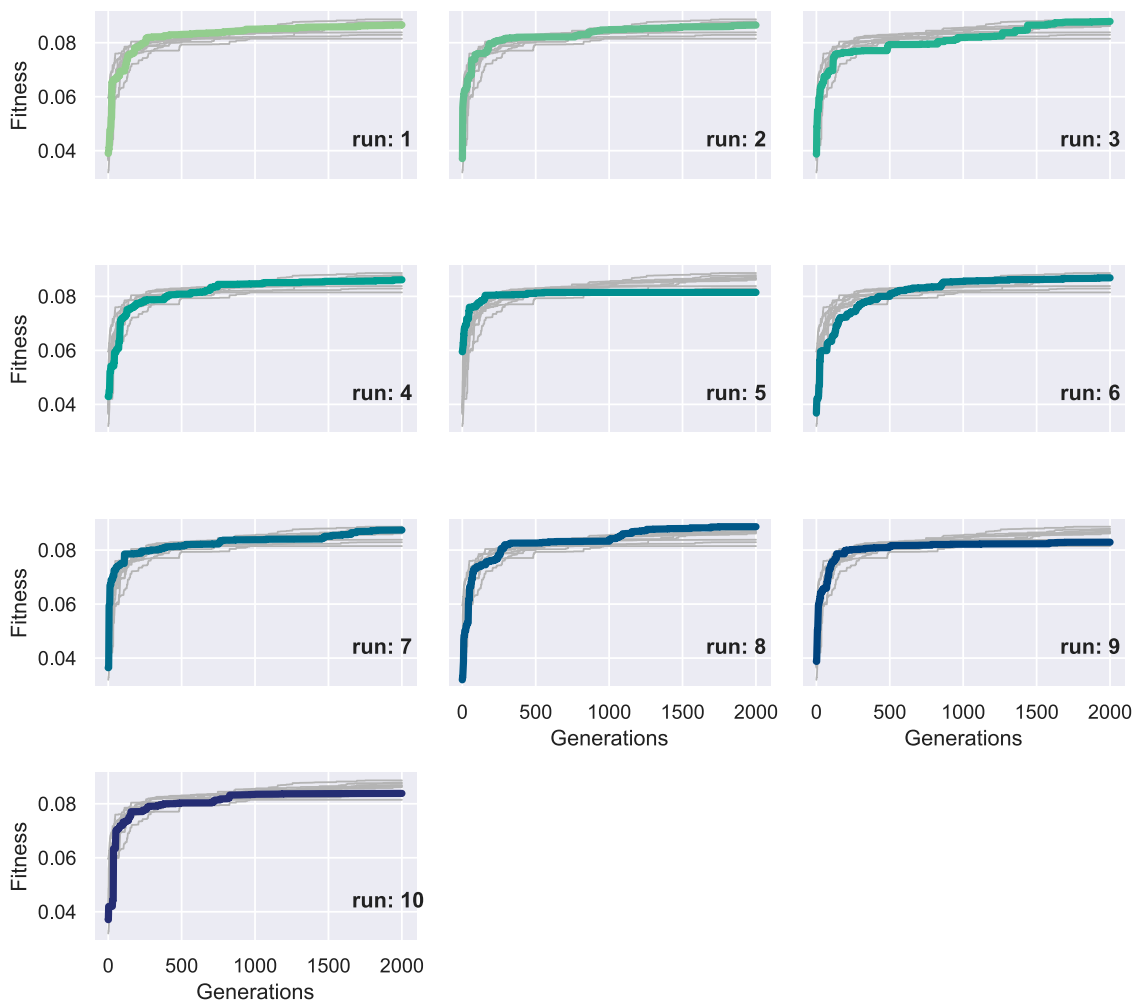 Fitness
0.08
0.06
0.04
run: 1
run: 2
run: 3
Fitness
0.08
0.06
0.04
run: 4
run: 5
run: 6
Fitness
0.08
0.06
0.04
run: 7
run: 8
run: 9
0 500 1000 1500 2000
Generations
0 500 1000 1500 2000
Generations
Fitness
0.08
0.06
0.04
run: 10
0 500 1000 1500 2000
Generations